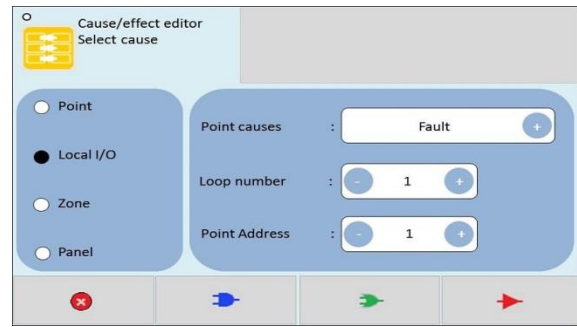 Cause/effect editor
Select cause
Point
Local I/O
Zone
Panel
Point causes : Fault +
Loop number : - 1 +
Point Address : - 1 +